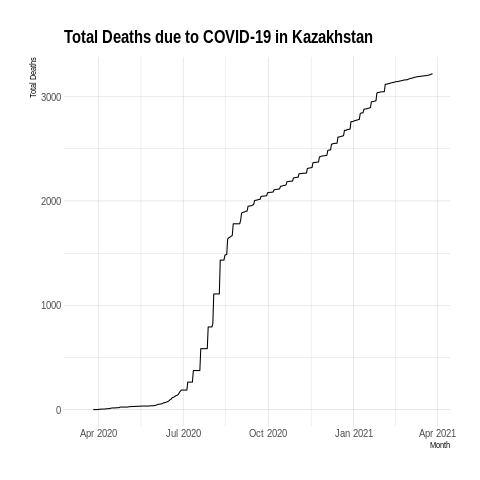 Total Deaths due to COVID-19 in Kazakhstan
Total Deaths
3000
2000
1000
0
Apr 2020 Jul 2020 Oct 2020 Jan 2021 Apr 2021
Month